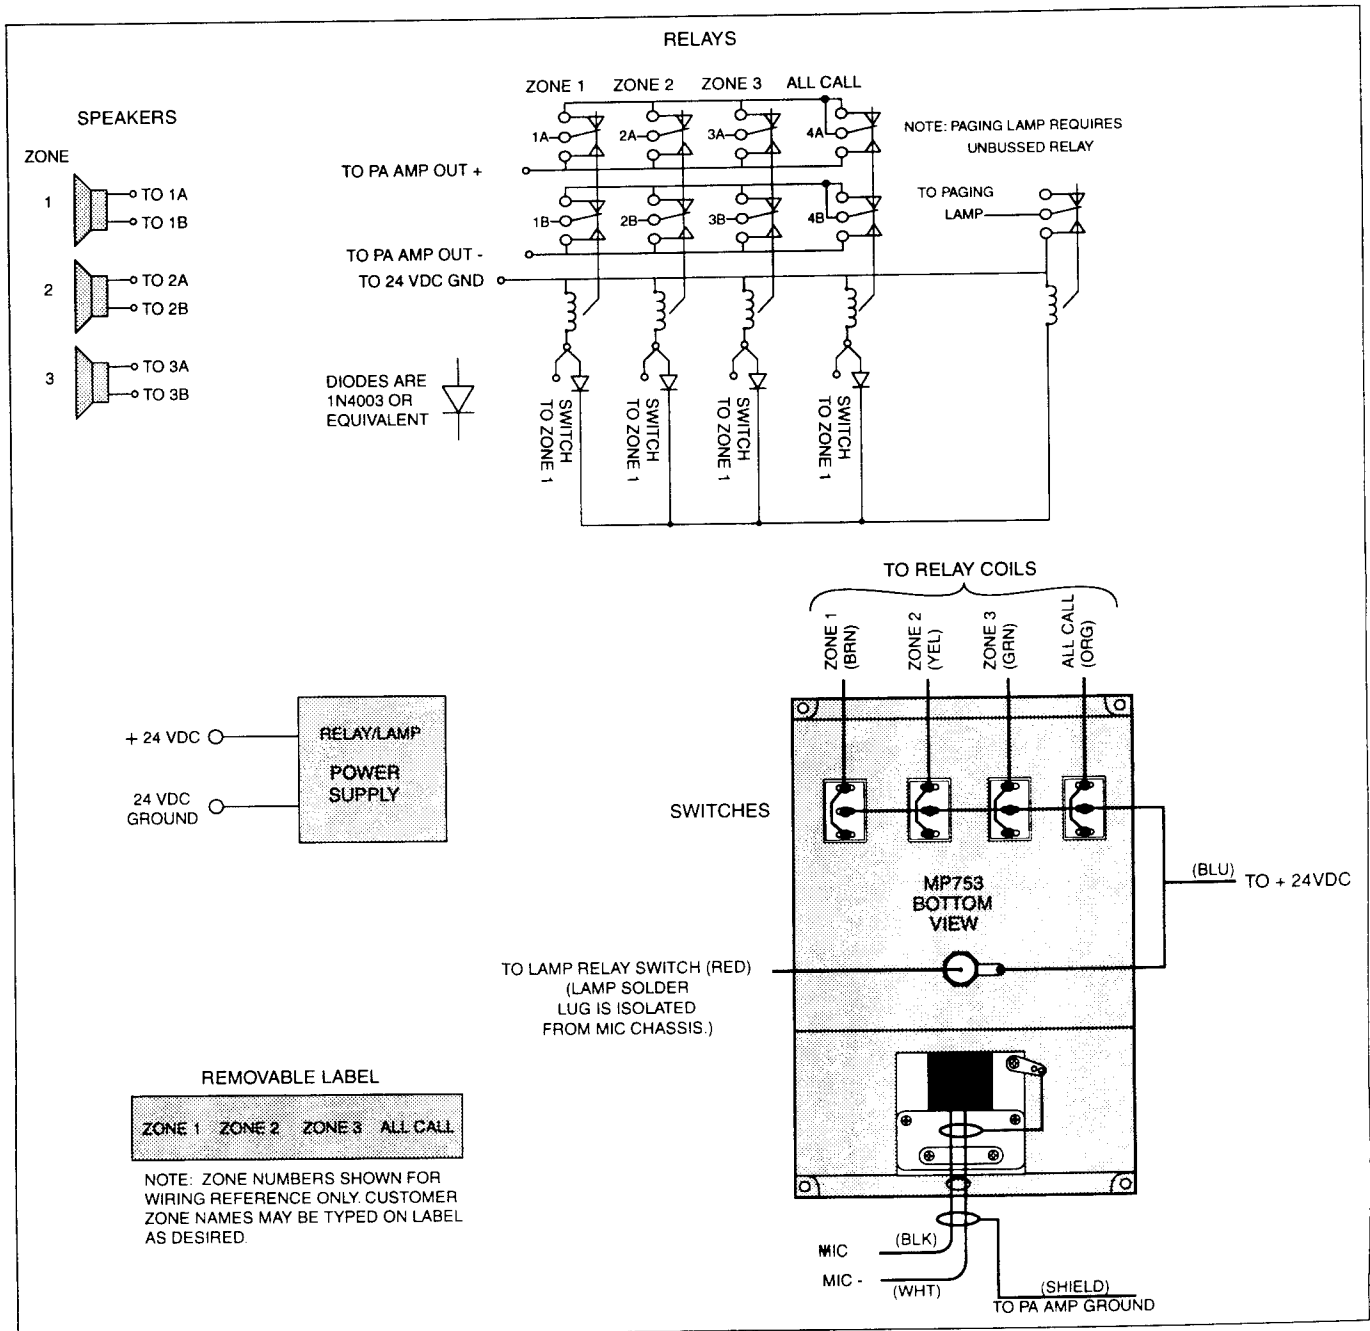 RELAYS
ZONE 1
ZONE 2
ZONE 3
ALL CALL
SPEAKERS
ZONE
1
TO 1A
TO 1B
2
TO 2A
TO 2B
3
TO 3A
TO 3B
1A
2A
3A
4A
NOTE: PAGING LAMP REQUIRES
UNBUSSED RELAY
TO PA AMP OUT +
1B
2B
3B
4B
TO PAGING
LAMP
TO PA AMP OUT -
TO 24 VDC GND
DIODES ARE
1N4003 OR
EQUIVALENT
SWITCH
TO ZONE 1
SWITCH
TO ZONE 1
SWITCH
TO ZONE 1
SWITCH
TO ZONE 1
TO RELAY COILS
ZONE 1
(BRN)
ZONE 2
(YEL)
ZONE 3
(GRN)
ALL CALL
(ORG)
+ 24 VDC
24 VDC
GROUND
RELAY/LAMP
POWER
SUPPLY
SWITCHES
MP753
BOTTOM
VIEW
(BLU)
TO + 24VDC
TO LAMP RELAY SWITCH (RED)
(LAMP SOLDER
LUG IS ISOLATED
FROM MIC CHASSIS.)
REMOVABLE LABEL
ZONE 1 ZONE 2 ZONE 3 ALL CALL
NOTE: ZONE NUMBERS SHOWN FOR
WIRING REFERENCE ONLY. CUSTOMER
ZONE NAMES MAY BE TYPED ON LABEL
AS DESIRED.
MIC
(BLK)
MIC -
(WHT)
(SHIELD)
TO PA AMP GROUND